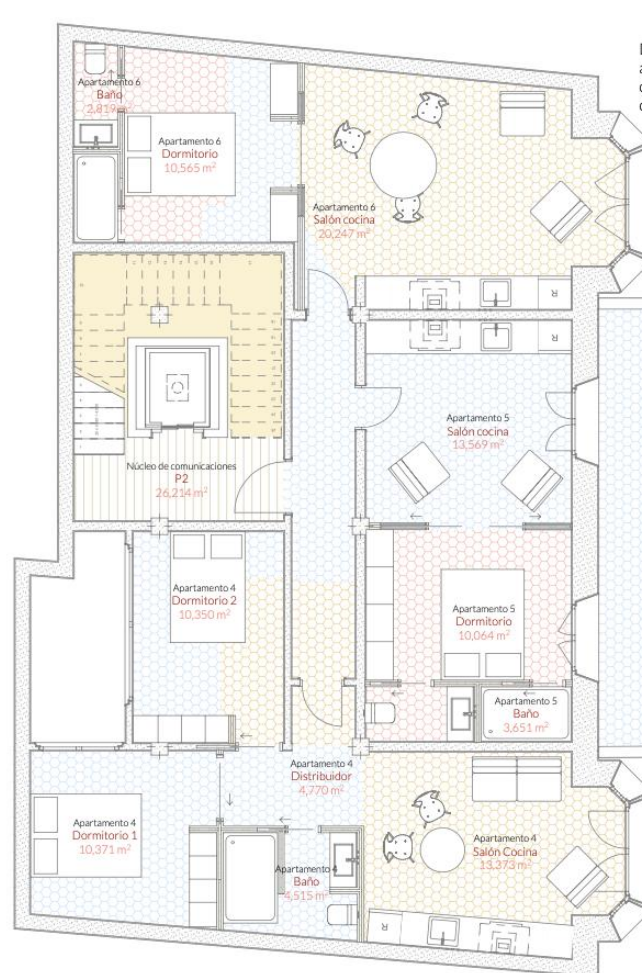 Apartamento 6
Baño
2,819 m²
Apartamento 6
Dormitorio
10,565 m²
Apartamento 6
Salón cocina
20,247 m²
R
R
Apartamento 5
Salón cocina
13,569 m²
Núcleo de comunicaciones
P2
26,214 m²
Apartamento 4
Dormitorio 2
10,350 m²
Apartamento 5
Dormitorio
10,064 m²
Apartamento 5
Baño
3,651 m²
Apartamento 4
Distribuidor
4,770 m²
Apartamento 4
Dormitorio 1
10,371 m²
Apartamento 4
Salón Cocina
13,373 m²
Apartamento 4
Baño
4,515 m²
R